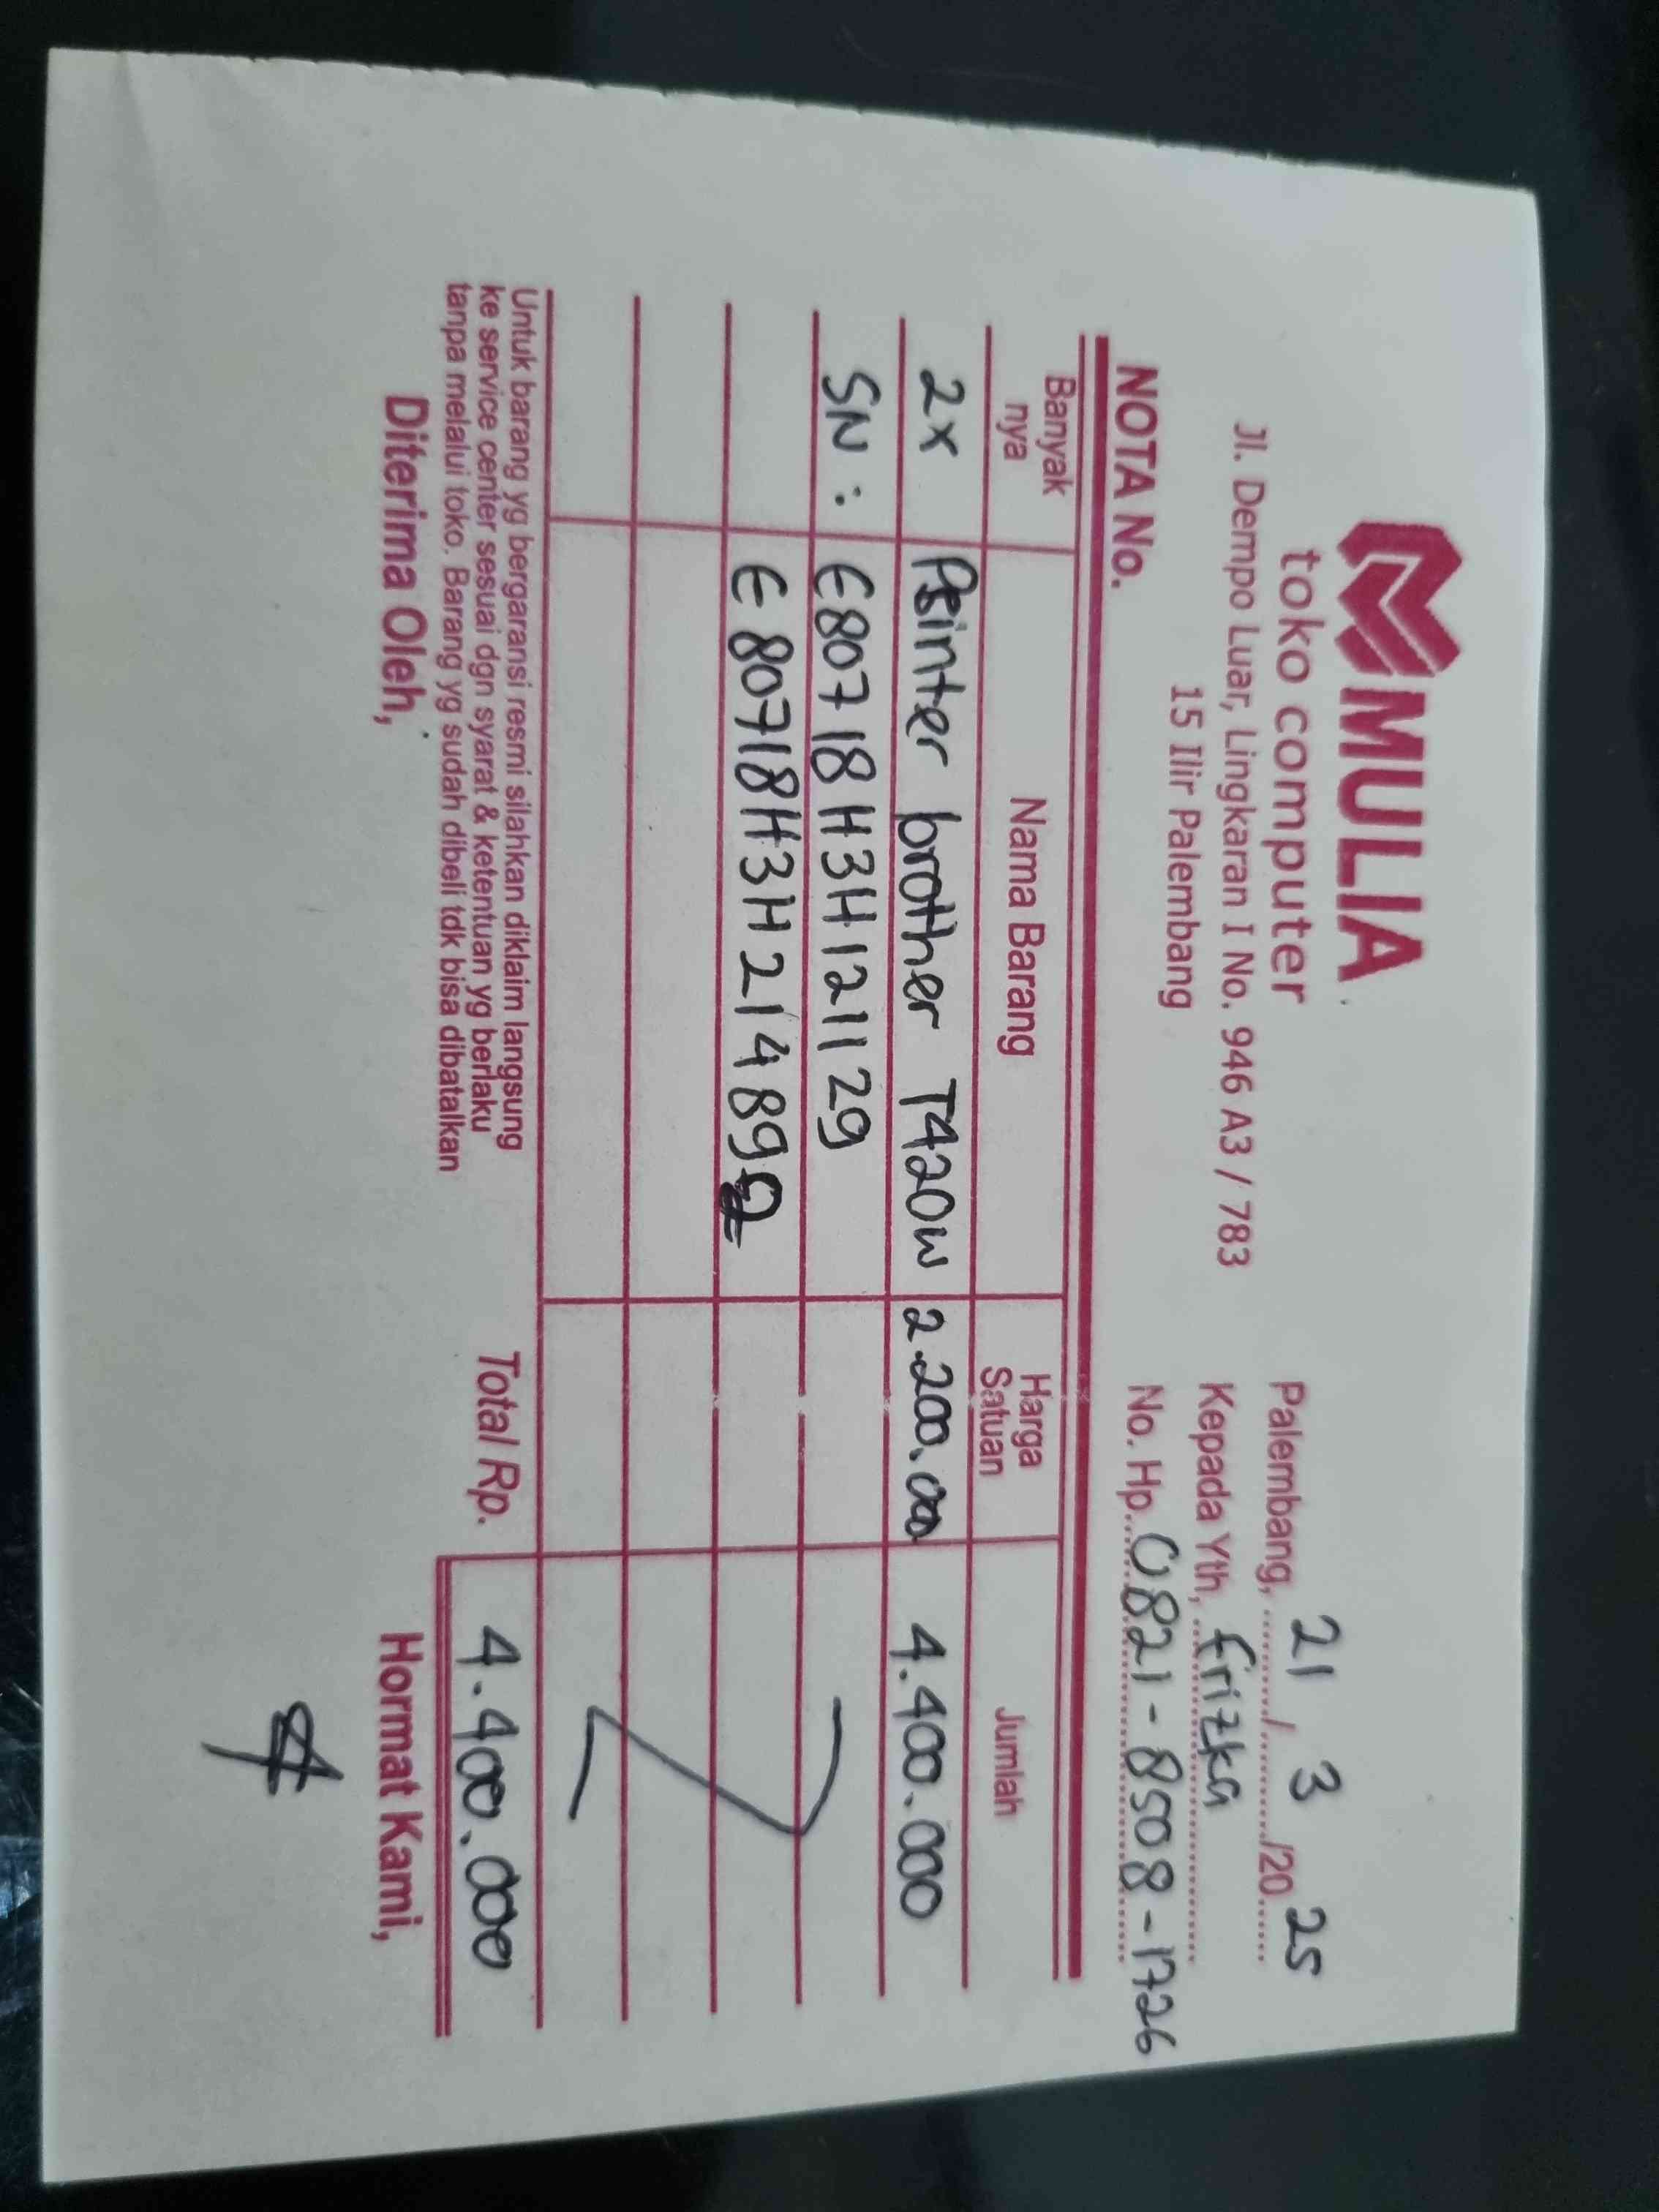 MULIA
toko computer
Jl. Dempo Luar, Lingkaran I No. 946 A3 / 783
15 Ilir Palembang
Palembang, 21 / 3 /2025
Kepada Yth, frizka
No. Hp. 0821-8508-1726
NOTA No.
Banyak nya Nama Barang Harga Satuan Jumlah
2x Printer brother T420W 2.200.000 4.400.000
SN : E80718H3H121129
E80718H3H214899
Untuk barang yg bergaransi resmi silahkan diklaim langsung
ke service center sesuai dgn syarat & ketentuan yg berlaku
tanpa melalui toko. Barang yg sudah dibeli tdk bisa dibatalkan
Total Rp. 4.400.000
Diterima Oleh, Hormat Kami,